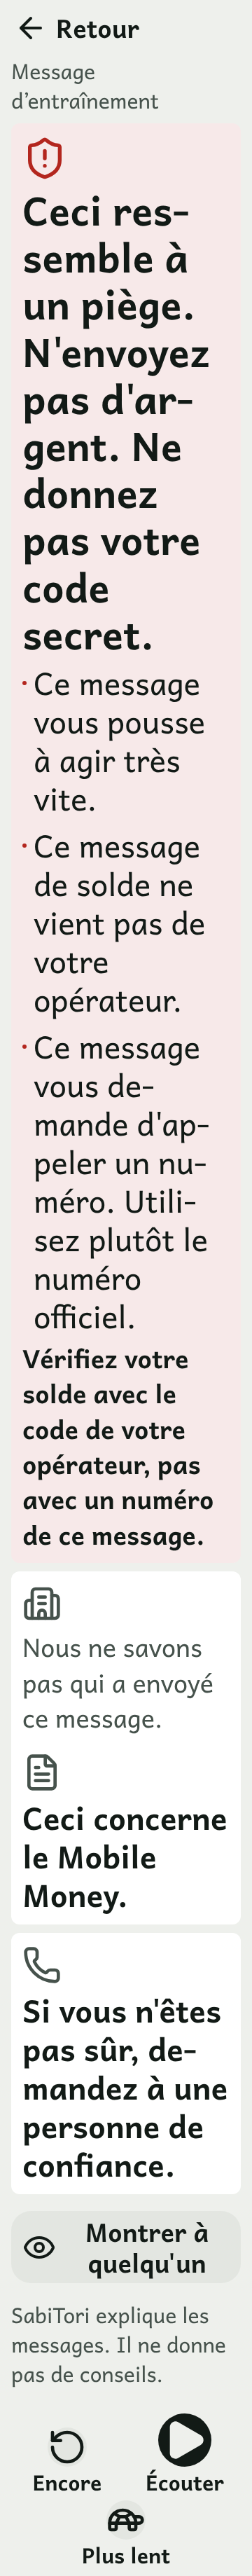 Retour
Message
d’entraînement
Ceci res-
semble à
un piège.
N'envoyez
pas d'ar-
gent. Ne
donnez
pas votre
code
secret.
· Ce message
vous pousse
à agir très
vite.
· Ce message
de solde ne
vient pas de
votre
opérateur.
· Ce message
vous de-
mande d'ap-
peler un nu-
méro. Utili-
sez plutôt le
numéro
officiel.
Vérifiez votre
solde avec le
code de votre
opérateur, pas
avec un numéro
de ce message.
Nous ne savons
pas qui a envoyé
ce message.
Ceci concerne
le Mobile
Money.
Si vous n'êtes
pas sûr, de-
mandez à une
personne de
confiance.
Montrer à
quelqu'un
SabiTori explique les
messages. Il ne donne
pas de conseils.
Encore
Écouter
Plus lent